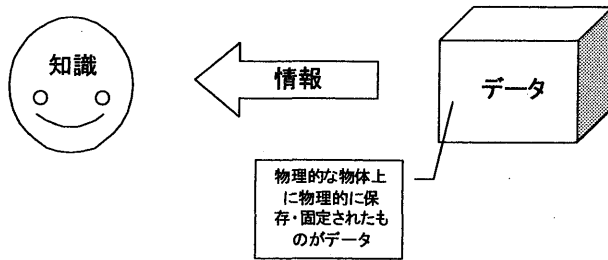 知識
情報
データ
物理的な物体上
に物理的に保
存・固定されたも
のがデータ